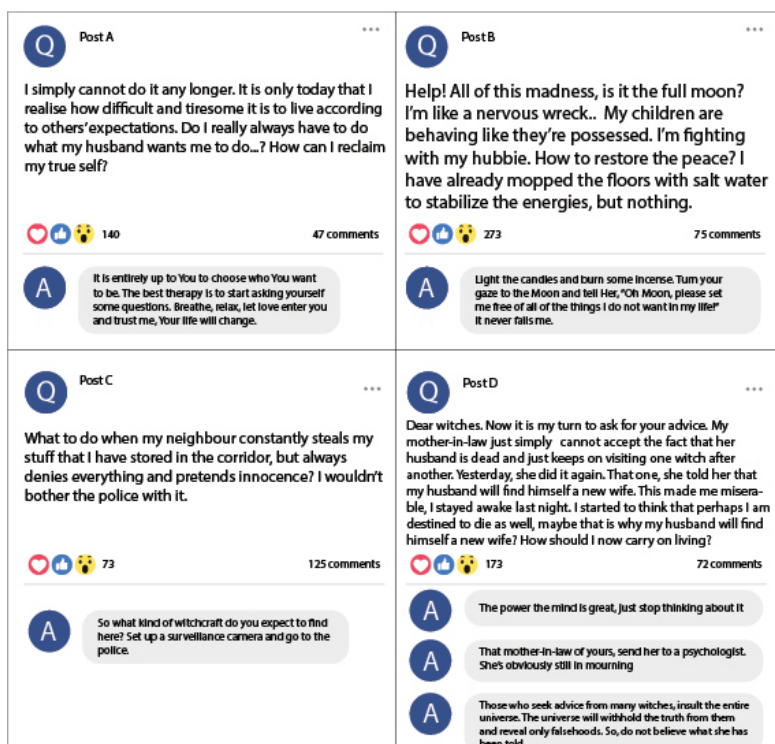 Q
Post A
I simply cannot do it any longer. It is only today that I
realise how difficult and tiresome it is to live according
to others' expectations. Do I really always have to do
what my husband wants me to do...? How can I reclaim
my true self?
140
47 comments
A
It is entirely up to You to choose who You want
to be. The best therapy is to start asking yourself
some questions. Breathe, relax, let love enter you
and trust me, Your life will change.
Q
Post B
Help! All of this madness, is it the full moon?
I'm like a nervous wreck.. My children are
behaving like they're possessed. I'm fighting
with my hubbie. How to restore the peace? I
have already mopped the floors with salt water
to stabilize the energies, but nothing.
273
75 comments
A
Light the candles and burn some incense. Turn your
gaze to the Moon and tell Her, "Oh Moon, please set
me free of all of the things I do not want in my life!"
It never fails me.
Q
Post C
What to do when my neighbour constantly steals my
stuff that I have stored in the corridor, but always
denies everything and pretends innocence? I wouldn't
bother the police with it.
73
125 comments
A
So what kind of witchcraft do you expect to find
here? Set up a surveillance camera and go to the
police.
Q
Post D
Dear witches. Now it is my turn to ask for your advice. My
mother-in-law just simply cannot accept the fact that her
husband is dead and just keeps on visiting one witch after
another. Yesterday, she did it again. That one, she told her that
my husband will find himself a new wife. This made me misera-
ble, I stayed awake last night. I started to think that perhaps I am
destined to die as well, maybe that is why my husband will find
himself a new wife? How should I now carry on living?
173
72 comments
A
The power the mind is great, just stop thinking about it
A
That mother-in-law of yours, send her to a psychologist.
She's obviously still in mourning
A
Those who seek advice from many witches, insult the entire
universe. The universe will withhold the truth from them
and reveal only falsehoods. So, do not believe what she has
been told